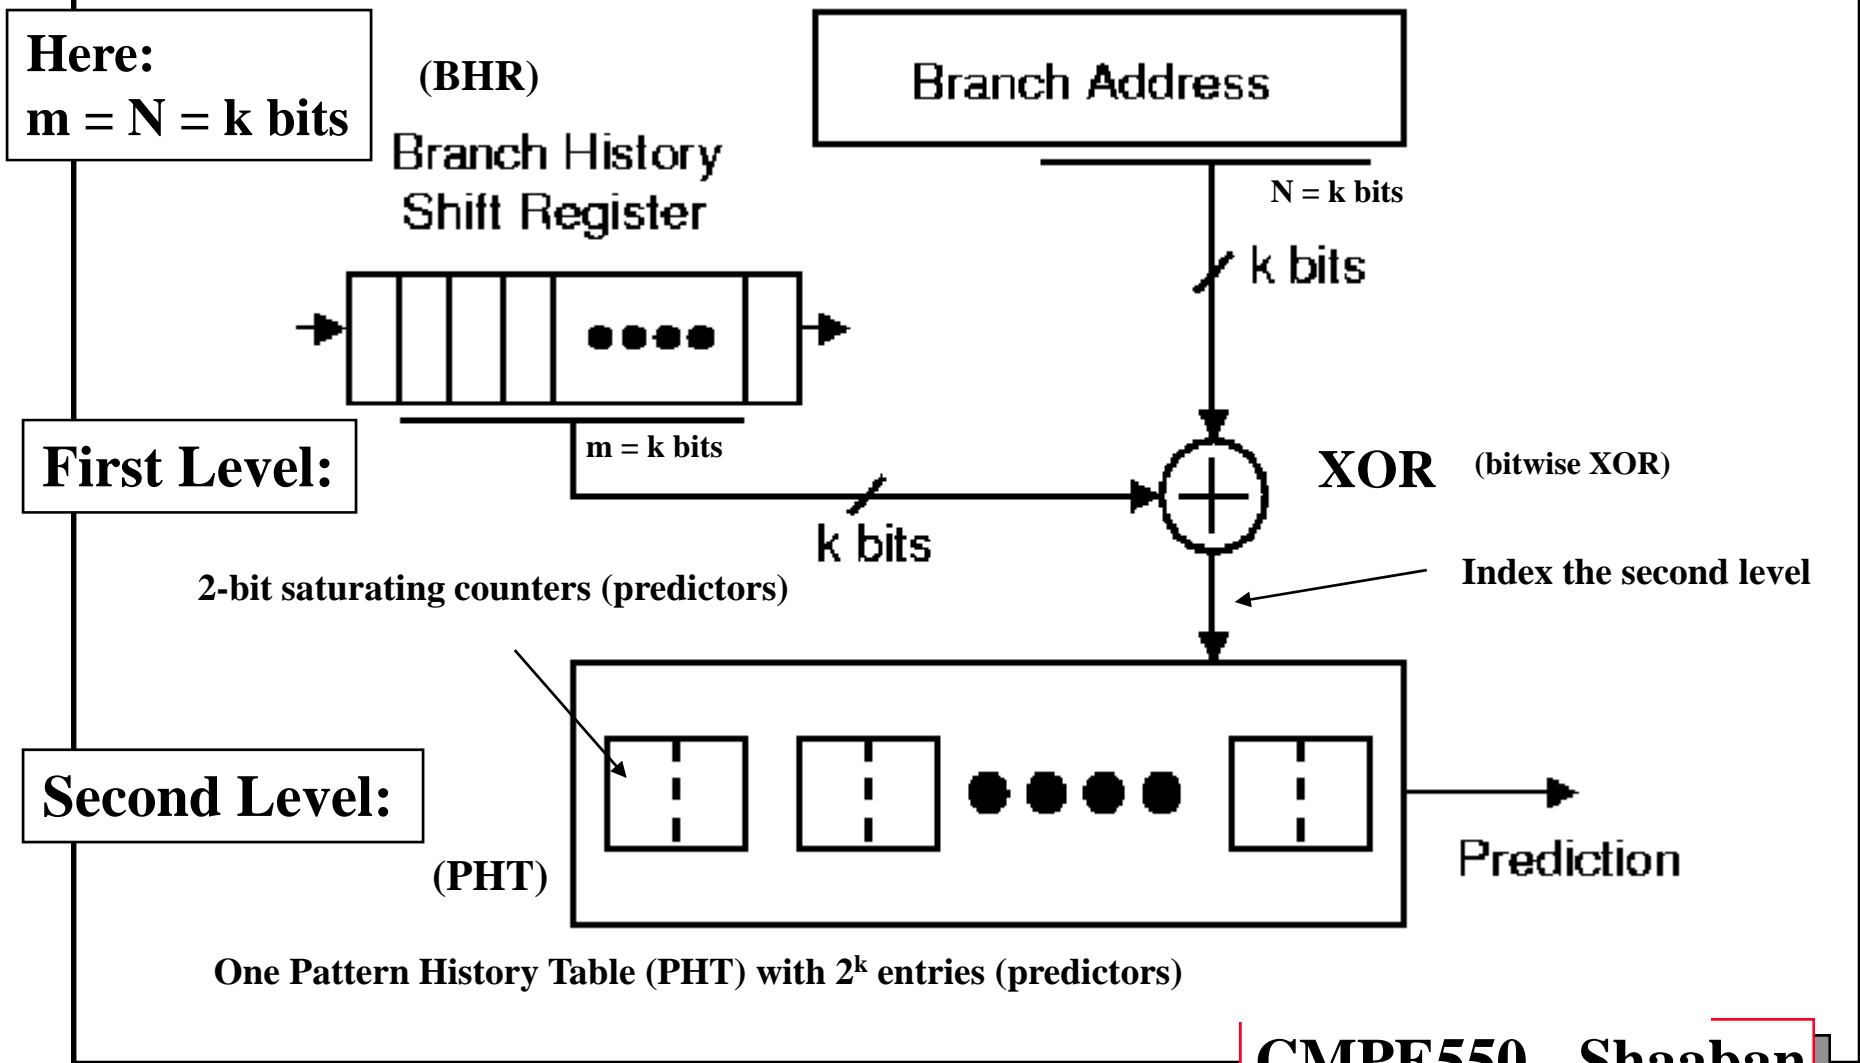 Here:
m = N = k bits
(BHR)
Branch History
Shift Register
Branch Address
N = k bits
k bits
First Level:
m = k bits
k bits
XOR (bitwise XOR)
Index the second level
2-bit saturating counters (predictors)
Second Level:
(PHT)
Prediction
One Pattern History Table (PHT) with 2ᵏ entries (predictors)
CMPE550 - Shaaban